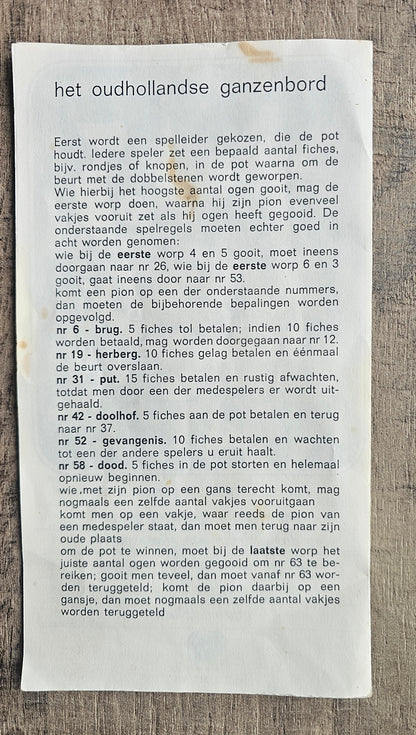 het oudhollandse ganzenbord
Eerst wordt een spelleider gekozen, die de pot
houdt. Iedere speler zet een bepaald aantal fiches,
bijv. rondjes of knopen, in de pot waarna om de
beurt met de dobbelstenen wordt geworpen.
Wie hierbij het hoogste aantal ogen gooit, mag de
eerste worp doen, waarna hij zijn pion evenveel
vakjes vooruit zet als hij ogen heeft gegooid. De
onderstaande spelregels moeten echter goed in
acht worden genomen:
wie bij de eerste worp 4 en 5 gooit, moet ineens
doorgaan naar nr 26, wie bij de eerste worp 6 en 3
gooit, gaat ineens door naar nr 53.
komt een pion op een der onderstaande nummers,
dan moeten de bijbehorende bepalingen worden
opgevolgd.
nr 6 - brug. 5 fiches tol betalen; indien 10 fiches
worden betaald, mag worden doorgegaan naar nr 12.
nr 19 - herberg. 10 fiches gelag betalen en éénmaal
de beurt overslaan.
nr 31 - put. 15 fiches betalen en rustig afwachten,
totdat men door een der medespelers er wordt uit-
gehaald.
nr 42 - doolhof. 5 fiches aan de pot betalen en terug
naar nr 37.
nr 52 - gevangenis. 10 fiches betalen en wachten
tot een der andere spelers u eruit haalt.
nr 58 - dood. 5 fiches in de pot storten en helemaal
opnieuw beginnen.
wie met zijn pion op een gans terecht komt, mag
nogmaals een zelfde aantal vakjes vooruitgaan
komt men op een vakje, waar reeds de pion van
een medespeler staat, dan moet men terug naar zijn
oude plaats
om de pot te winnen, moet bij de laatste worp het
juiste aantal ogen worden gegooid om nr 63 te be-
reiken; gooit men teveel, dan moet vanaf nr 63 wor-
den teruggeteld; komt de pion daarbij op een
gansje, dan moet nogmaals een zelfde aantal vakjes
worden teruggeteld